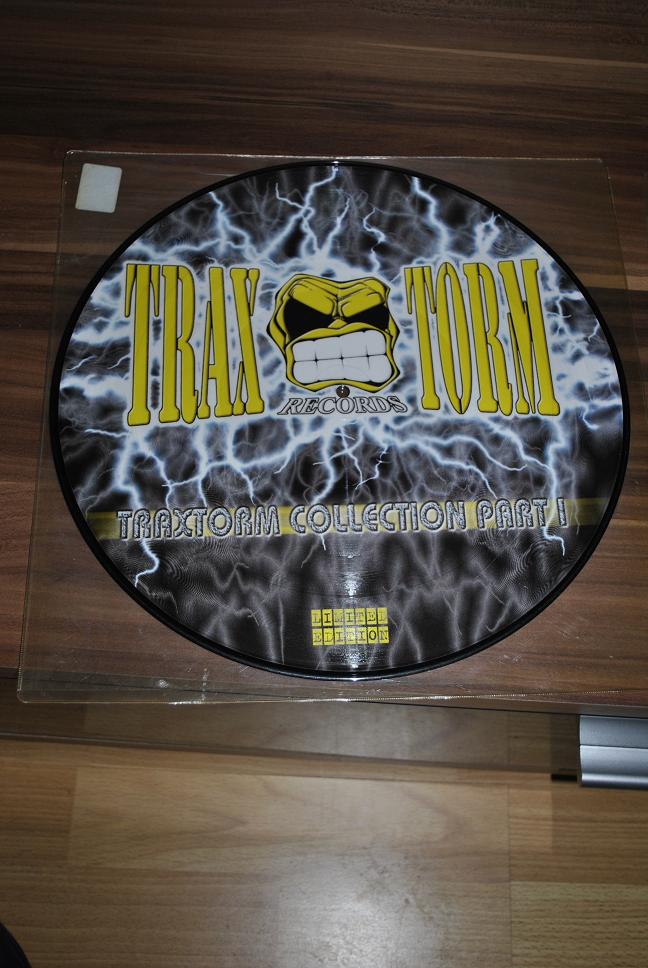 TRAX TORM
RECORDS
TRAXTORM COLLECTION PART I
LIMITED
EDITION